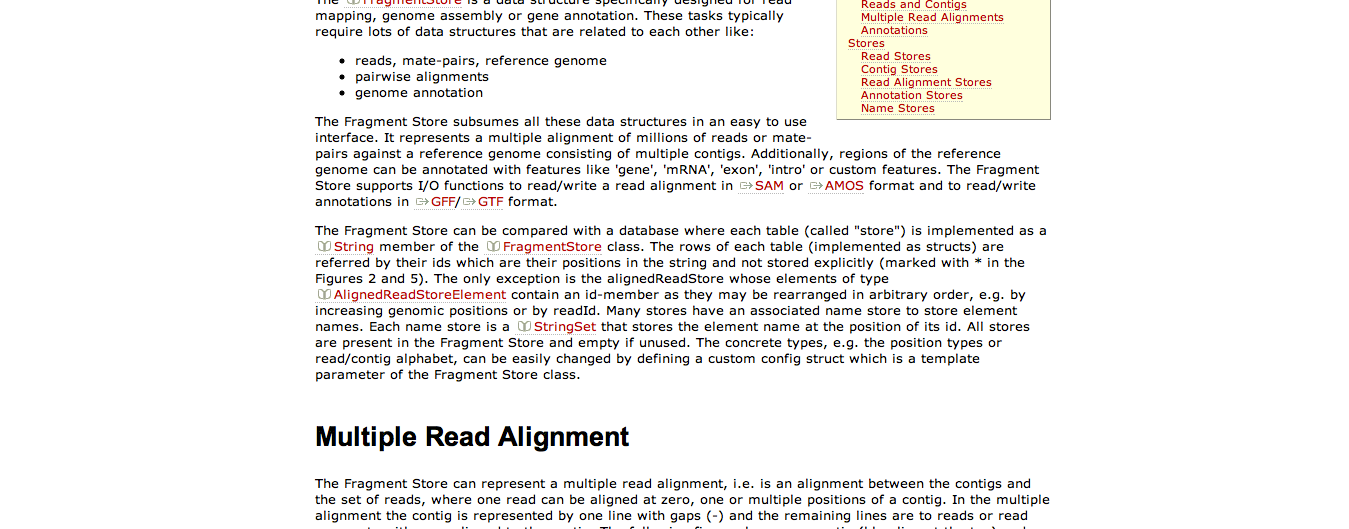 The FragmentStore is a data structure specifically designed for read
mapping, genome assembly or gene annotation. These tasks typically
require lots of data structures that are related to each other like:
• reads, mate-pairs, reference genome
• pairwise alignments
• genome annotation
Reads and Contigs
Multiple Read Alignments
Annotations
Stores
Read Stores
Contig Stores
Read Alignment Stores
Annotation Stores
Name Stores
The Fragment Store subsumes all these data structures in an easy to use
interface. It represents a multiple alignment of millions of reads or mate-
pairs against a reference genome consisting of multiple contigs. Additionally, regions of the reference
genome can be annotated with features like 'gene', 'mRNA', 'exon', 'intro' or custom features. The Fragment
Store supports I/O functions to read/write a read alignment in SAM or AMOS format and to read/write
annotations in GFF/GTF format.
The Fragment Store can be compared with a database where each table (called "store") is implemented as a
String member of the FragmentStore class. The rows of each table (implemented as structs) are
referred by their ids which are their positions in the string and not stored explicitly (marked with * in the
Figures 2 and 5). The only exception is the alignedReadStore whose elements of type
AlignedReadStoreElement contain an id-member as they may be rearranged in arbitrary order, e.g. by
increasing genomic positions or by readId. Many stores have an associated name store to store element
names. Each name store is a StringSet that stores the element name at the position of its id. All stores
are present in the Fragment Store and empty if unused. The concrete types, e.g. the position types or
read/contig alphabet, can be easily changed by defining a custom config struct which is a template
parameter of the Fragment Store class.
Multiple Read Alignment
The Fragment Store can represent a multiple read alignment, i.e. is an alignment between the contigs and
the set of reads, where one read can be aligned at zero, one or multiple positions of a contig. In the multiple
alignment the contig is represented by one line with gaps (-) and the remaining lines are to reads or read